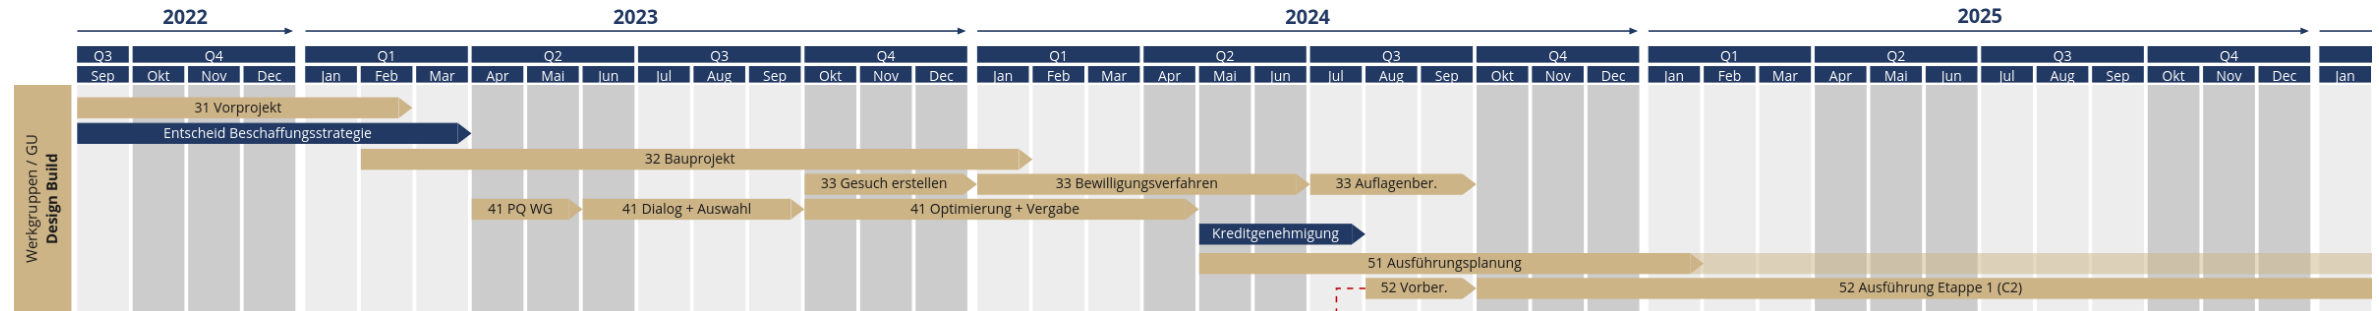 2022 2023 2024 2025
Q3 Q4 Q1 Q2 Q3 Q4 Q1 Q2 Q3 Q4 Q1 Q2 Q3 Q4
Sep Okt Nov Dec Jan Feb Mar Apr Mai Jun Jul Aug Sep Okt Nov Dec Jan Feb Mar Apr Mai Jun Jul Aug Sep Okt Nov Dec Jan Feb Mar Apr Mai Jun Jul Aug Sep Okt Nov Dec Jan
Werkgruppen / GU
Design Build
31 Vorprojekt
Entscheid Beschaffungsstrategie
32 Bauprojekt
33 Gesuch erstellen 33 Bewilligungsverfahren 33 Auflagenber.
41 PQ WG 41 Dialog + Auswahl 41 Optimierung + Vergabe
Kreditgenehmigung
51 Ausführungsplanung
52 Vorber. 52 Ausführung Etappe 1 (C2)